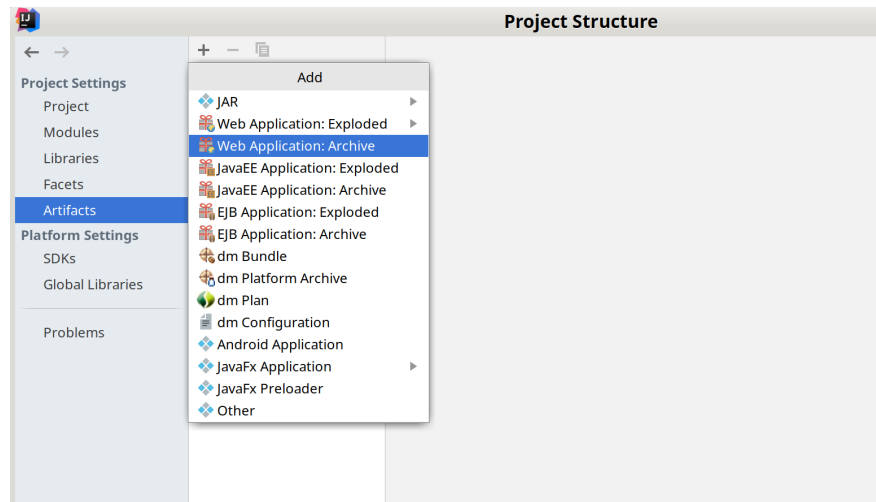 IJ
Project Structure
Project Settings
Project
Modules
Libraries
Facets
Artifacts
Platform Settings
SDKs
Global Libraries
Problems
Add
JAR
Web Application: Exploded
Web Application: Archive
JavaEE Application: Exploded
JavaEE Application: Archive
EJB Application: Exploded
EJB Application: Archive
dm Bundle
dm Platform Archive
dm Plan
dm Configuration
Android Application
JavaFx Application
JavaFx Preloader
Other